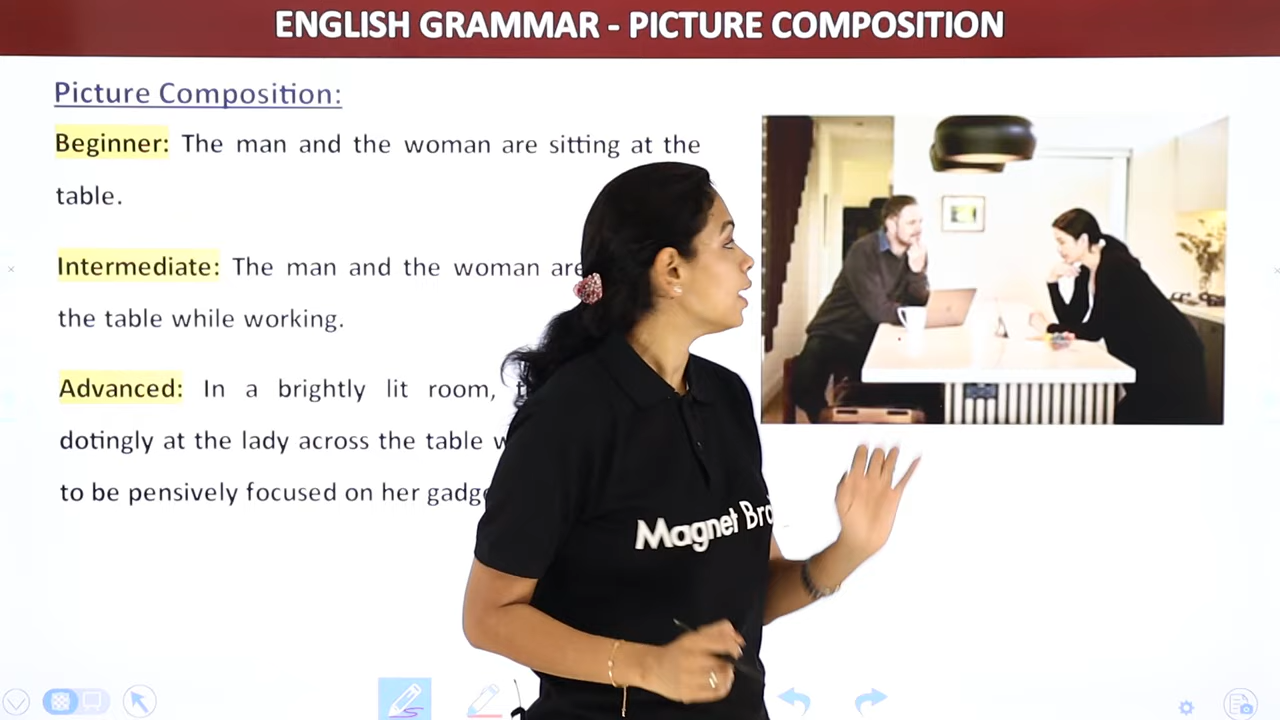 ENGLISH GRAMMAR - PICTURE COMPOSITION
Picture Composition:
Beginner: The man and the woman are sitting at the
table.
Intermediate: The man and the woman are
the table while working.
Advanced: In a brightly lit room,
dotingly at the lady across the table
to be pensively focused on her
Magnet